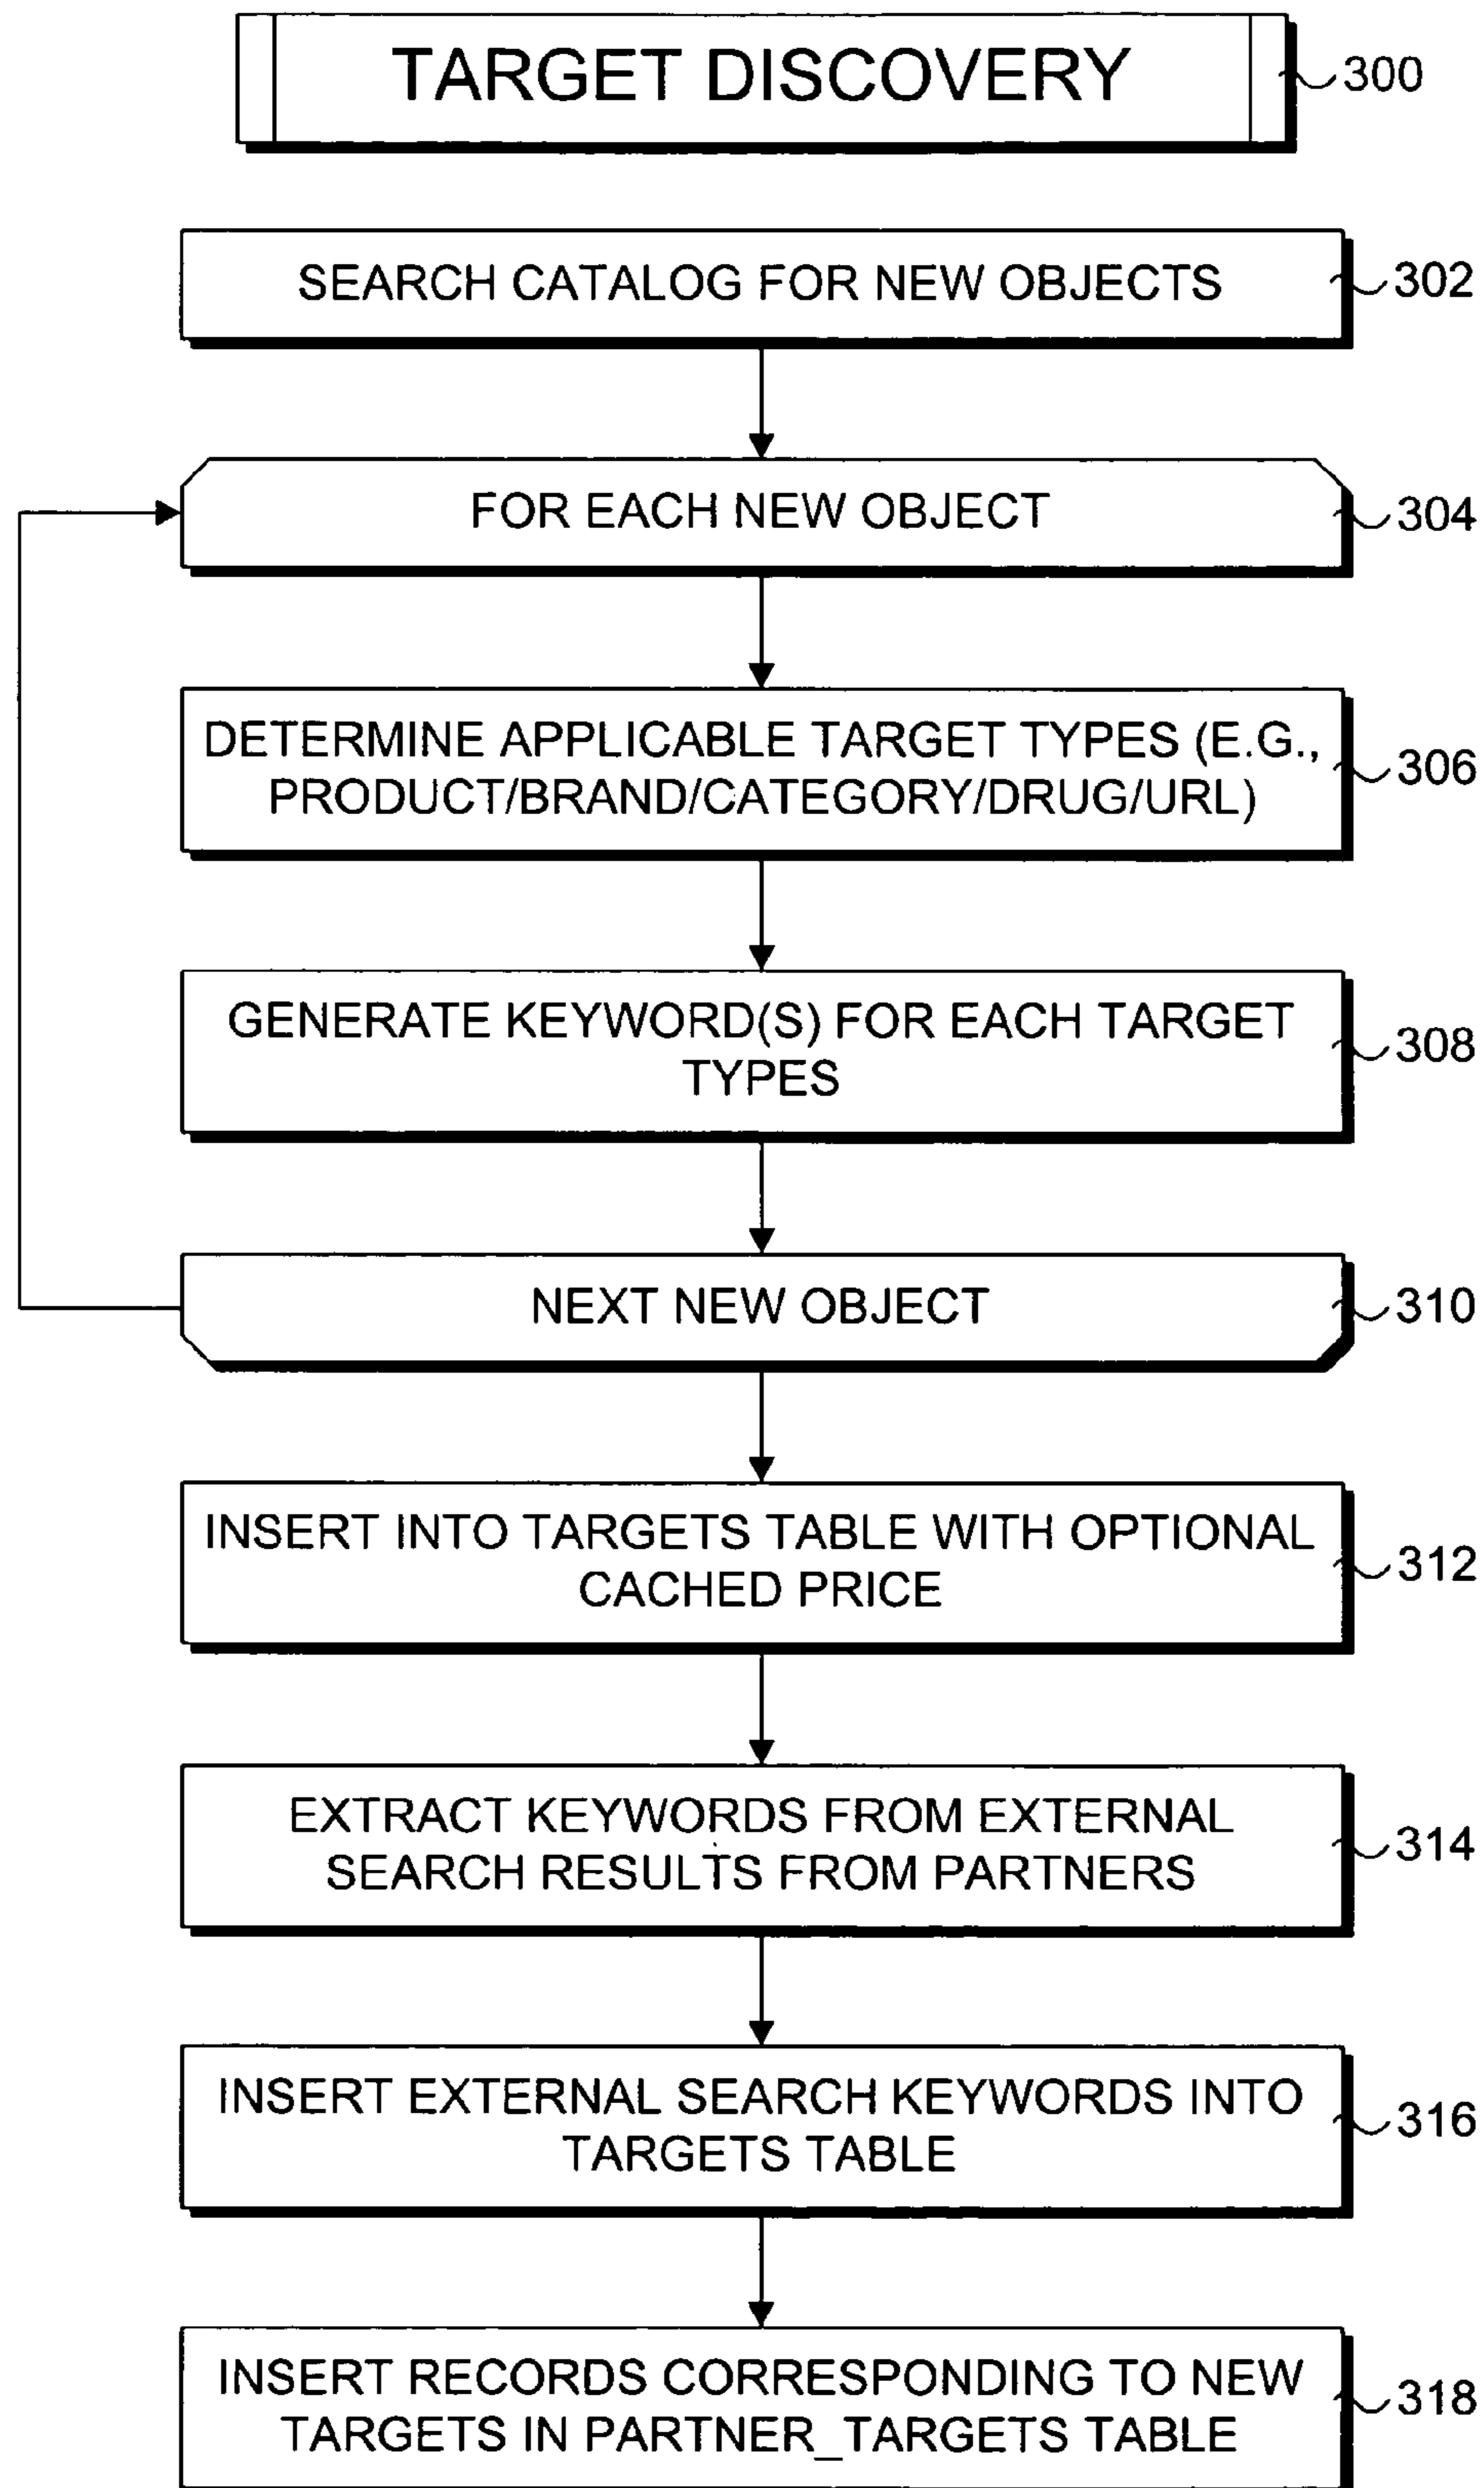 TARGET DISCOVERY
300
SEARCH CATALOG FOR NEW OBJECTS
302
FOR EACH NEW OBJECT
304
DETERMINE APPLICABLE TARGET TYPES (E.G.,
PRODUCT/BRAND/CATEGORY/DRUG/URL)
306
GENERATE KEYWORD(S) FOR EACH TARGET
TYPES
308
NEXT NEW OBJECT
310
INSERT INTO TARGETS TABLE WITH OPTIONAL
CACHED PRICE
312
EXTRACT KEYWORDS FROM EXTERNAL
SEARCH RESULTS FROM PARTNERS
314
INSERT EXTERNAL SEARCH KEYWORDS INTO
TARGETS TABLE
316
INSERT RECORDS CORRESPONDING TO NEW
TARGETS IN PARTNER_TARGETS TABLE
318